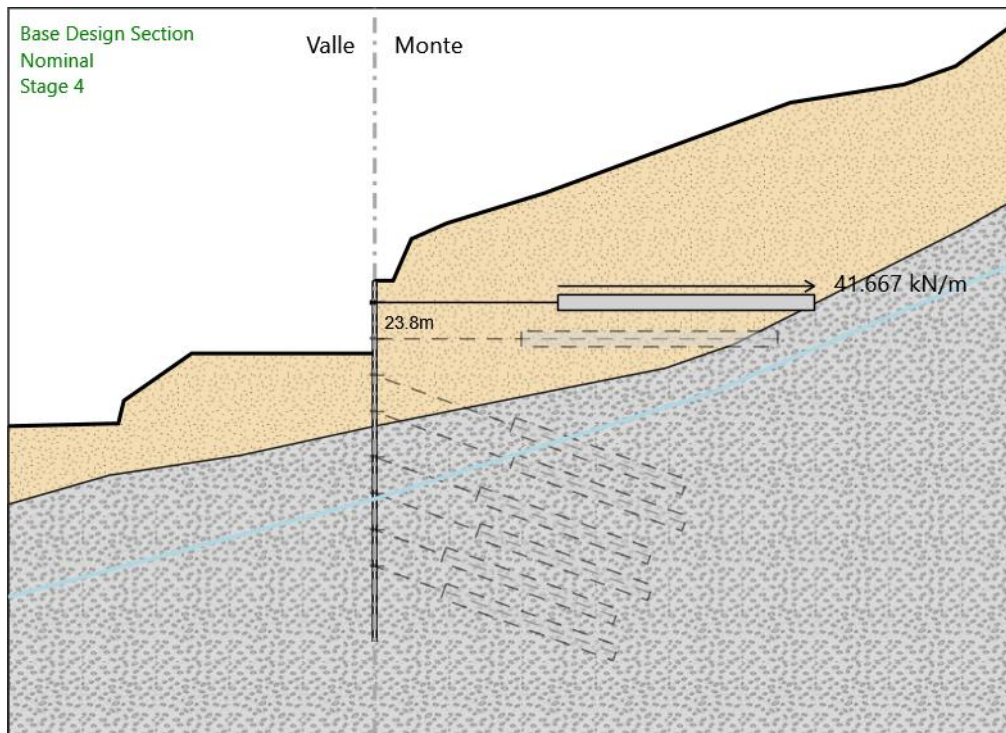 Base Design Section
Nominal
Stage 4
Valle
Monte
41.667 kN/m
23.8m